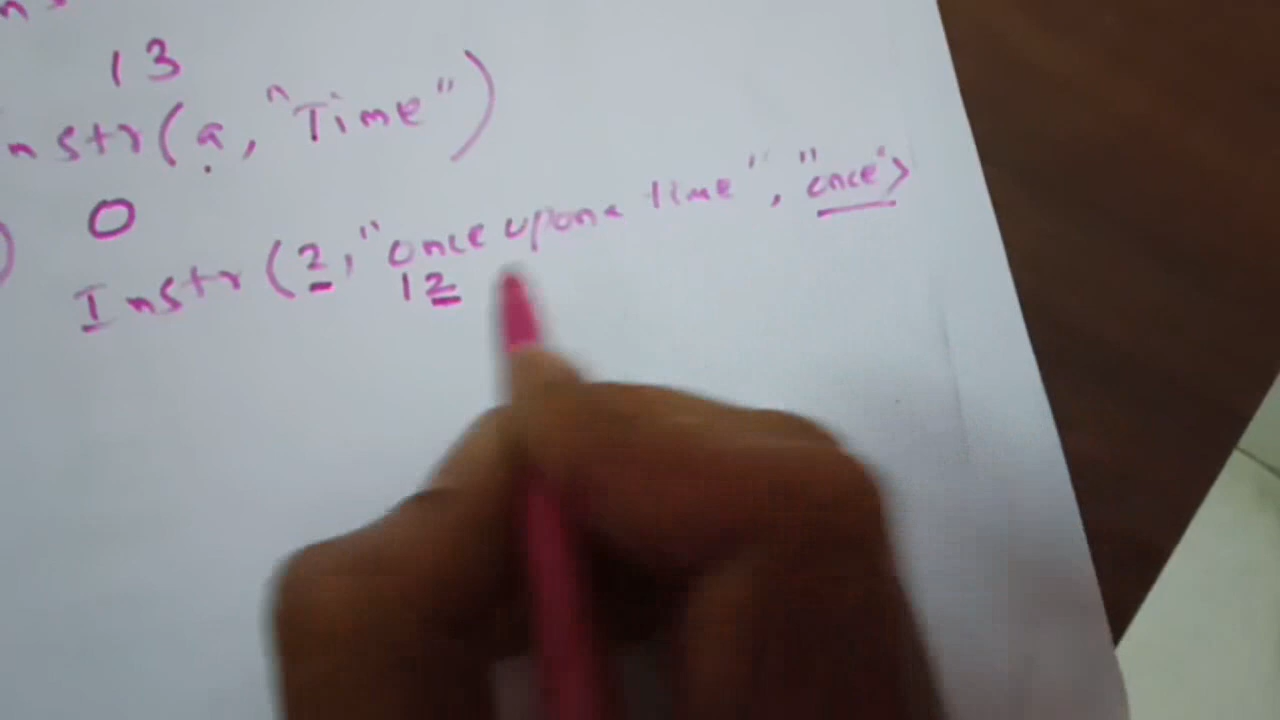 13
nstr(a, "Time")
0
Instr (2, "once upon a time", "once")
12